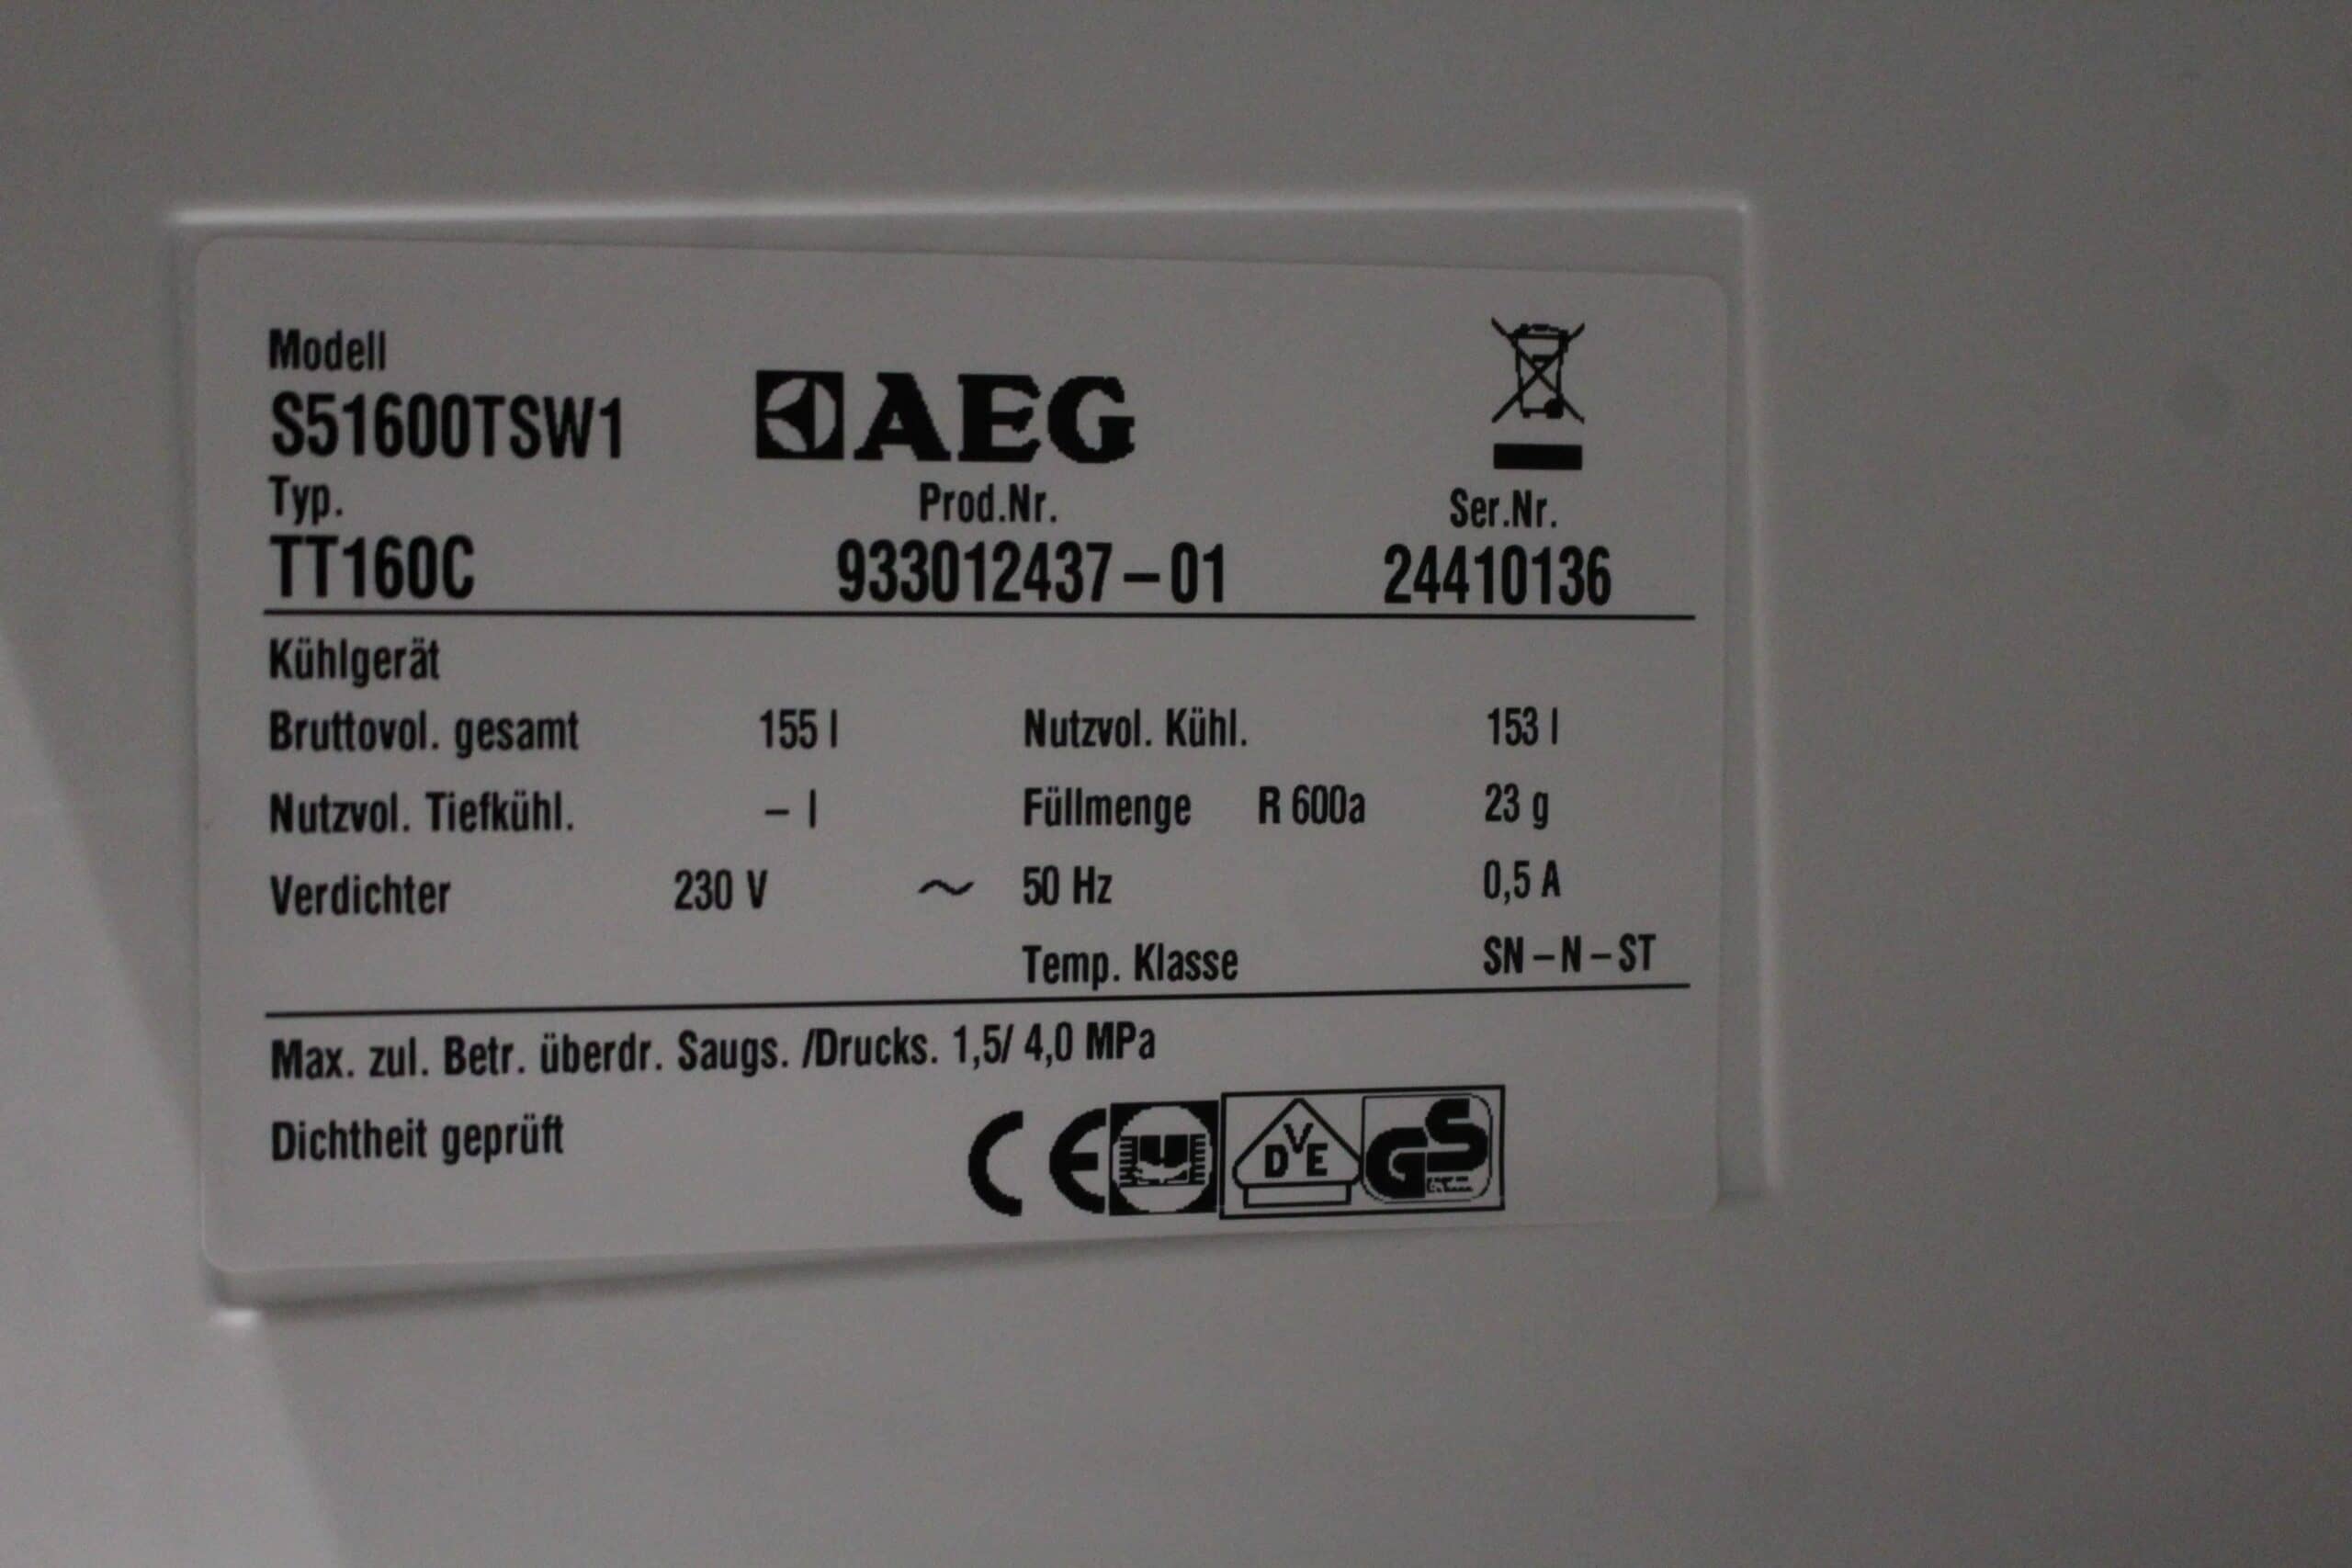 Modell
S51600TSW1
AEG
Typ.
Prod.Nr.
Ser.Nr.
TT160C
933012437-01
24410136
Kühlgerät
Bruttovol. gesamt 155 l Nutzvol. Kühl. 153 l
Nutzvol. Tiefkühl. - l Füllmenge R 600a 23 g
Verdichter 230 V ~ 50 Hz 0,5 A
Temp. Klasse SN-N-ST
Max. zul. Betr. überdr. Saugs. /Drucks. 1,5/ 4,0 MPa
Dichtheit geprüft
CE
DVE
GS